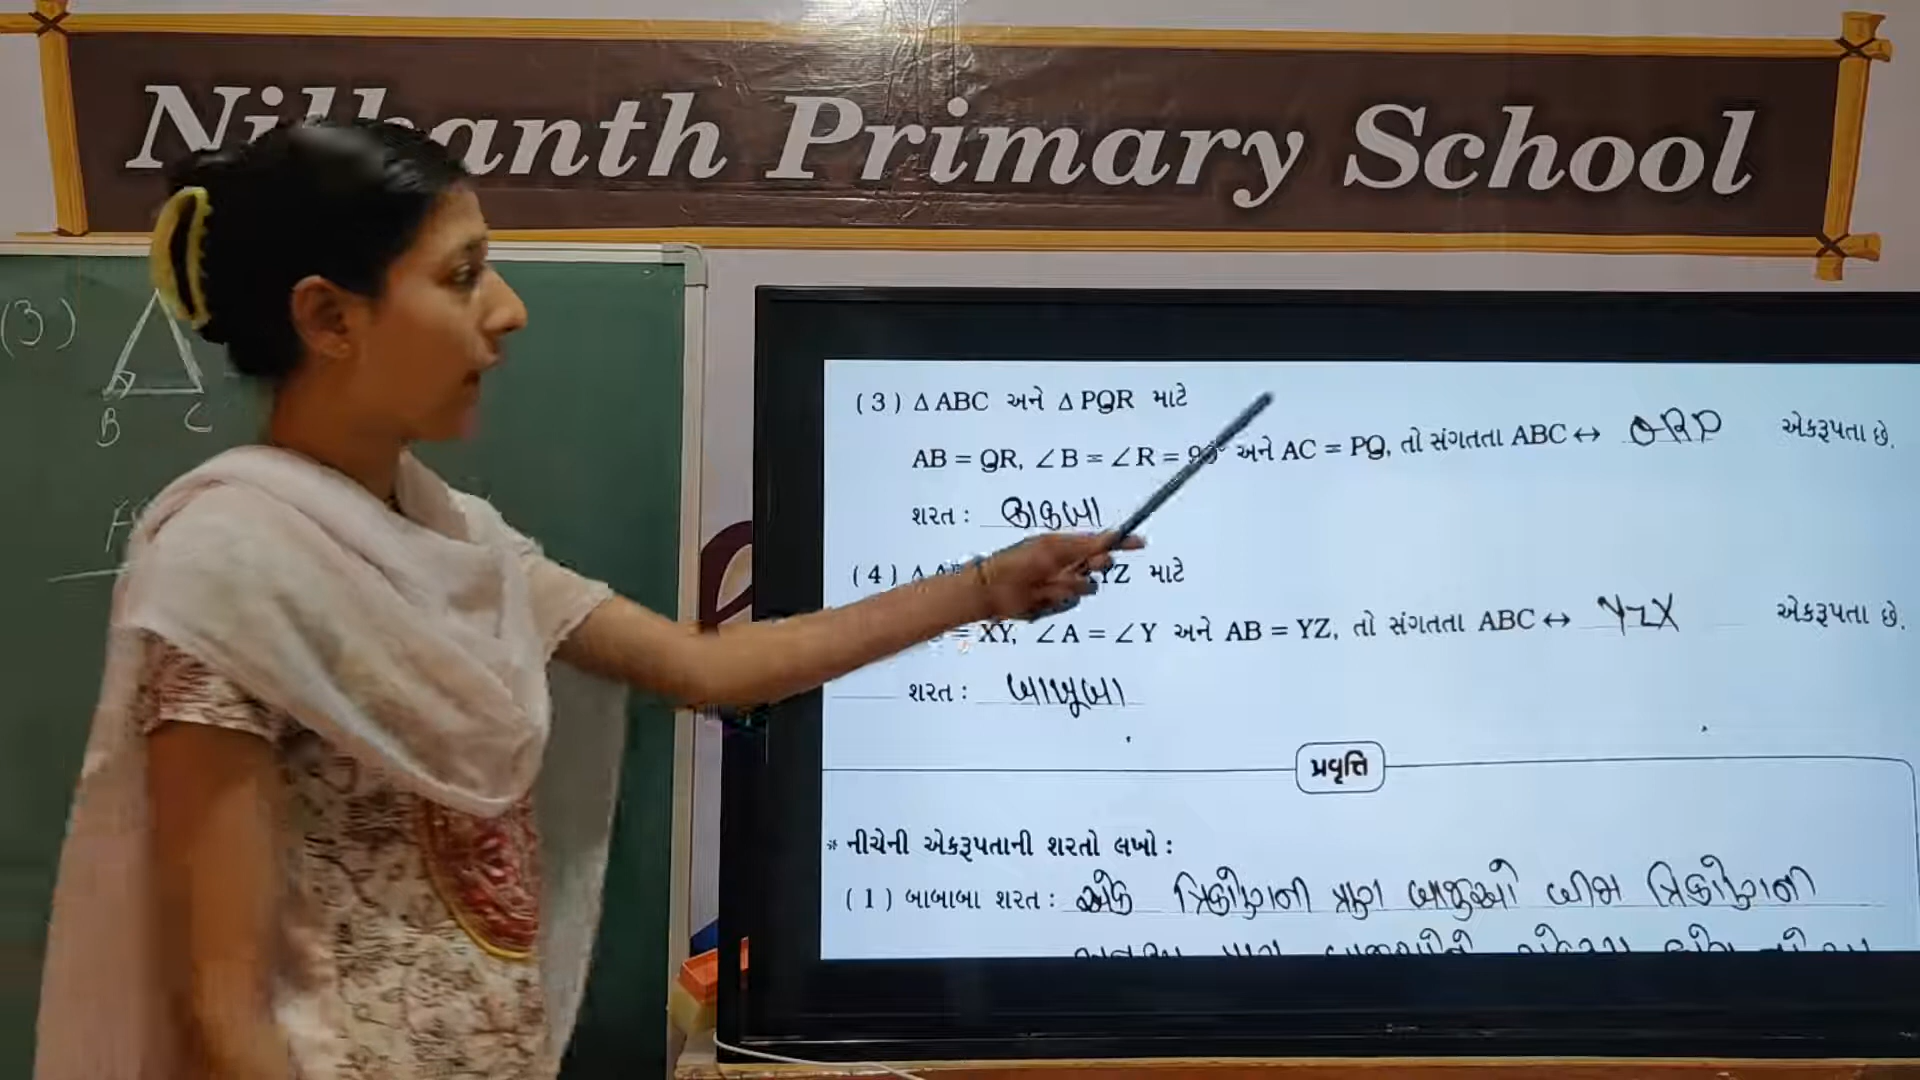 Nilkanth Primary School
(3)
B C
(3) Δ ABC અને Δ PQR માટે
AB = QR, ∠B = ∠R = 90° અને AC = PQ, તો સંગતતા ABC ↔ QRP એકરૂપતા છે.
શરત : કાકબા
(4) YZ માટે
= XY, ∠A = ∠Y અને AB = YZ, તો સંગતતા ABC ↔ YZX એકરૂપતા છે.
શરત : બાખૂબા
પ્રવૃત્તિ
* નીચેની એકરૂપતાની શરતો લખો :
(1) બાબાબા શરત : એક ત્રિકોણની ત્રણ બાજુઓ બીજા ત્રિકોણની